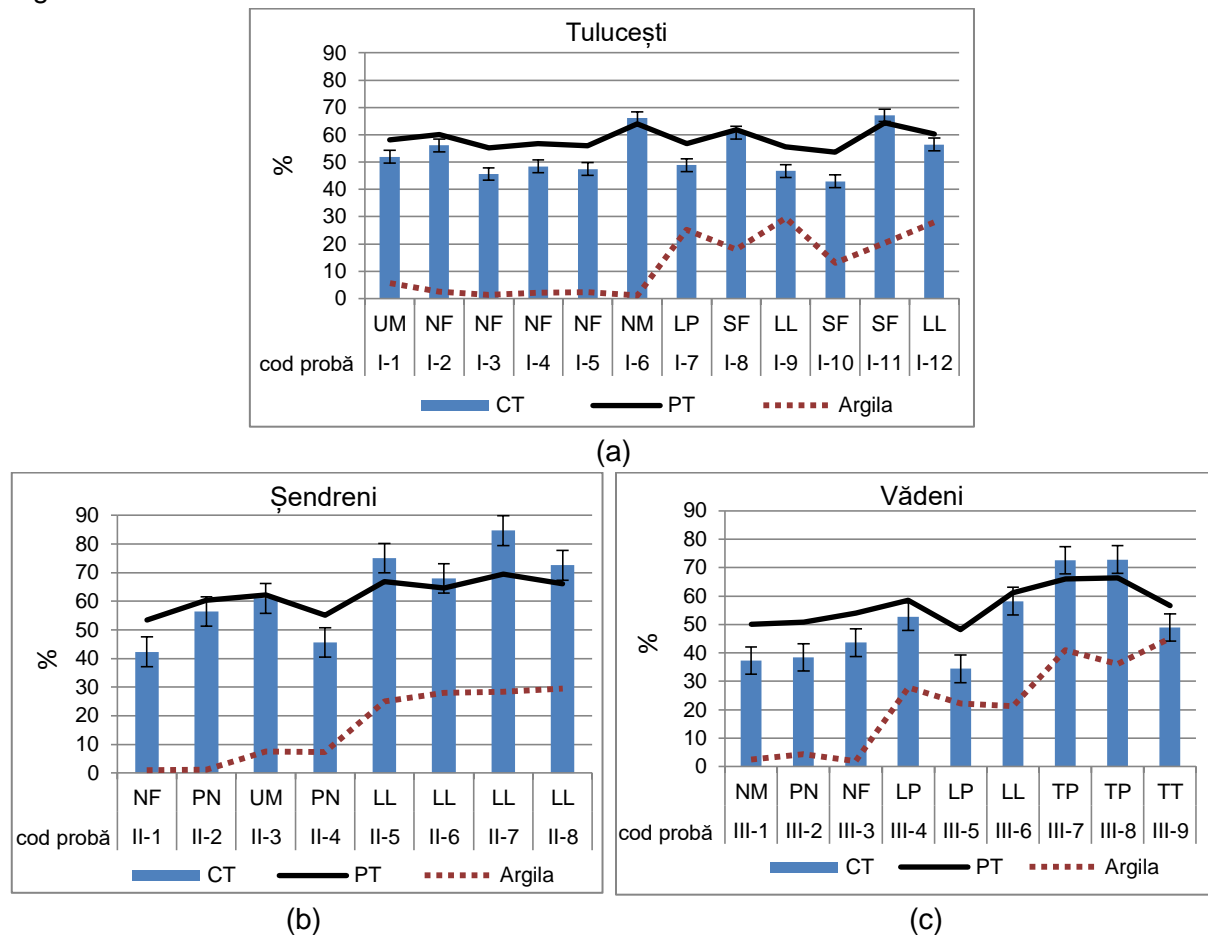 Tulucești
90
80
70
60
50
40
30
20
10
0
%
UM NF NF NF NF NM LP SF LL SF SF LL
cod probă I-1 I-2 I-3 I-4 I-5 I-6 I-7 I-8 I-9 I-10 I-11 I-12
CT PT Argila
(a)
Șendreni
90
80
70
60
50
40
30
20
10
0
%
NF PN UM PN LL LL LL LL
cod probă II-1 II-2 II-3 II-4 II-5 II-6 II-7 II-8
CT PT Argila
(b)
Vădeni
90
80
70
60
50
40
30
20
10
0
%
NM PN NF LP LP LL TP TP TT
cod probă III-1 III-2 III-3 III-4 III-5 III-6 III-7 III-8 III-9
CT PT Argila
(c)